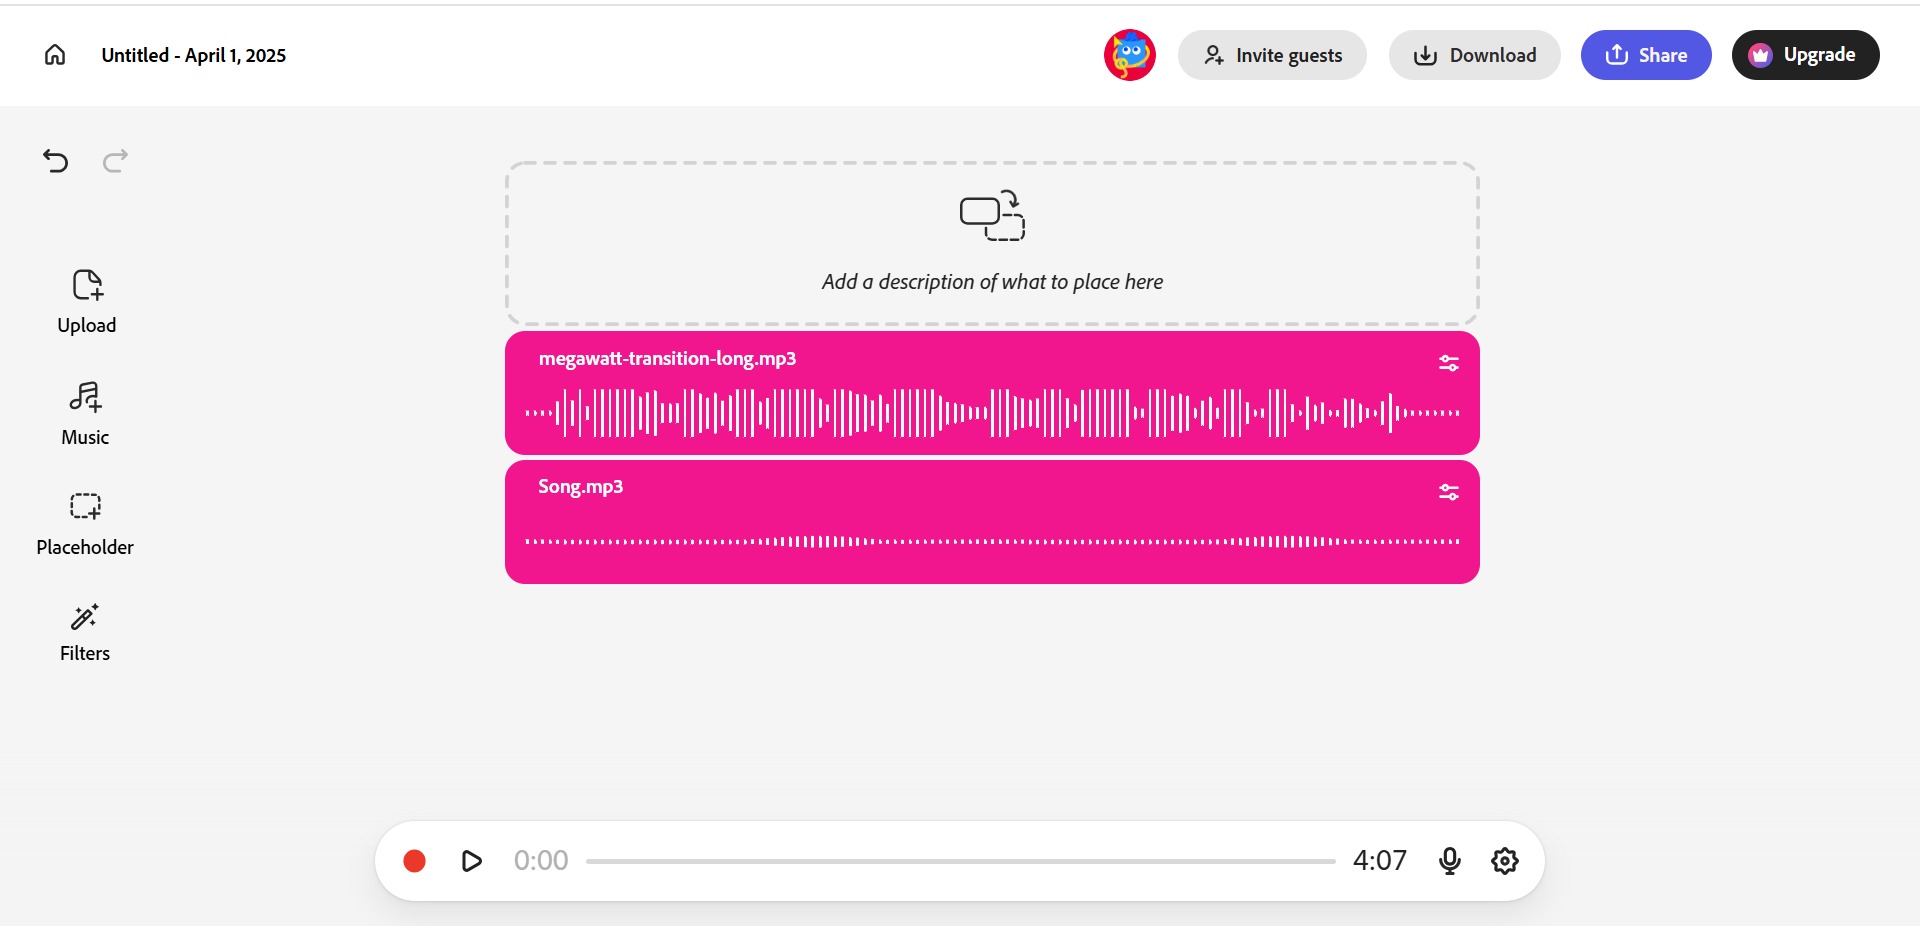 Untitled - April 1, 2025
Invite guests
Download
Share
Upgrade
Upload
Music
Placeholder
Filters
Add a description of what to place here
megawatt-transition-long.mp3
Song.mp3
0:00
4:07